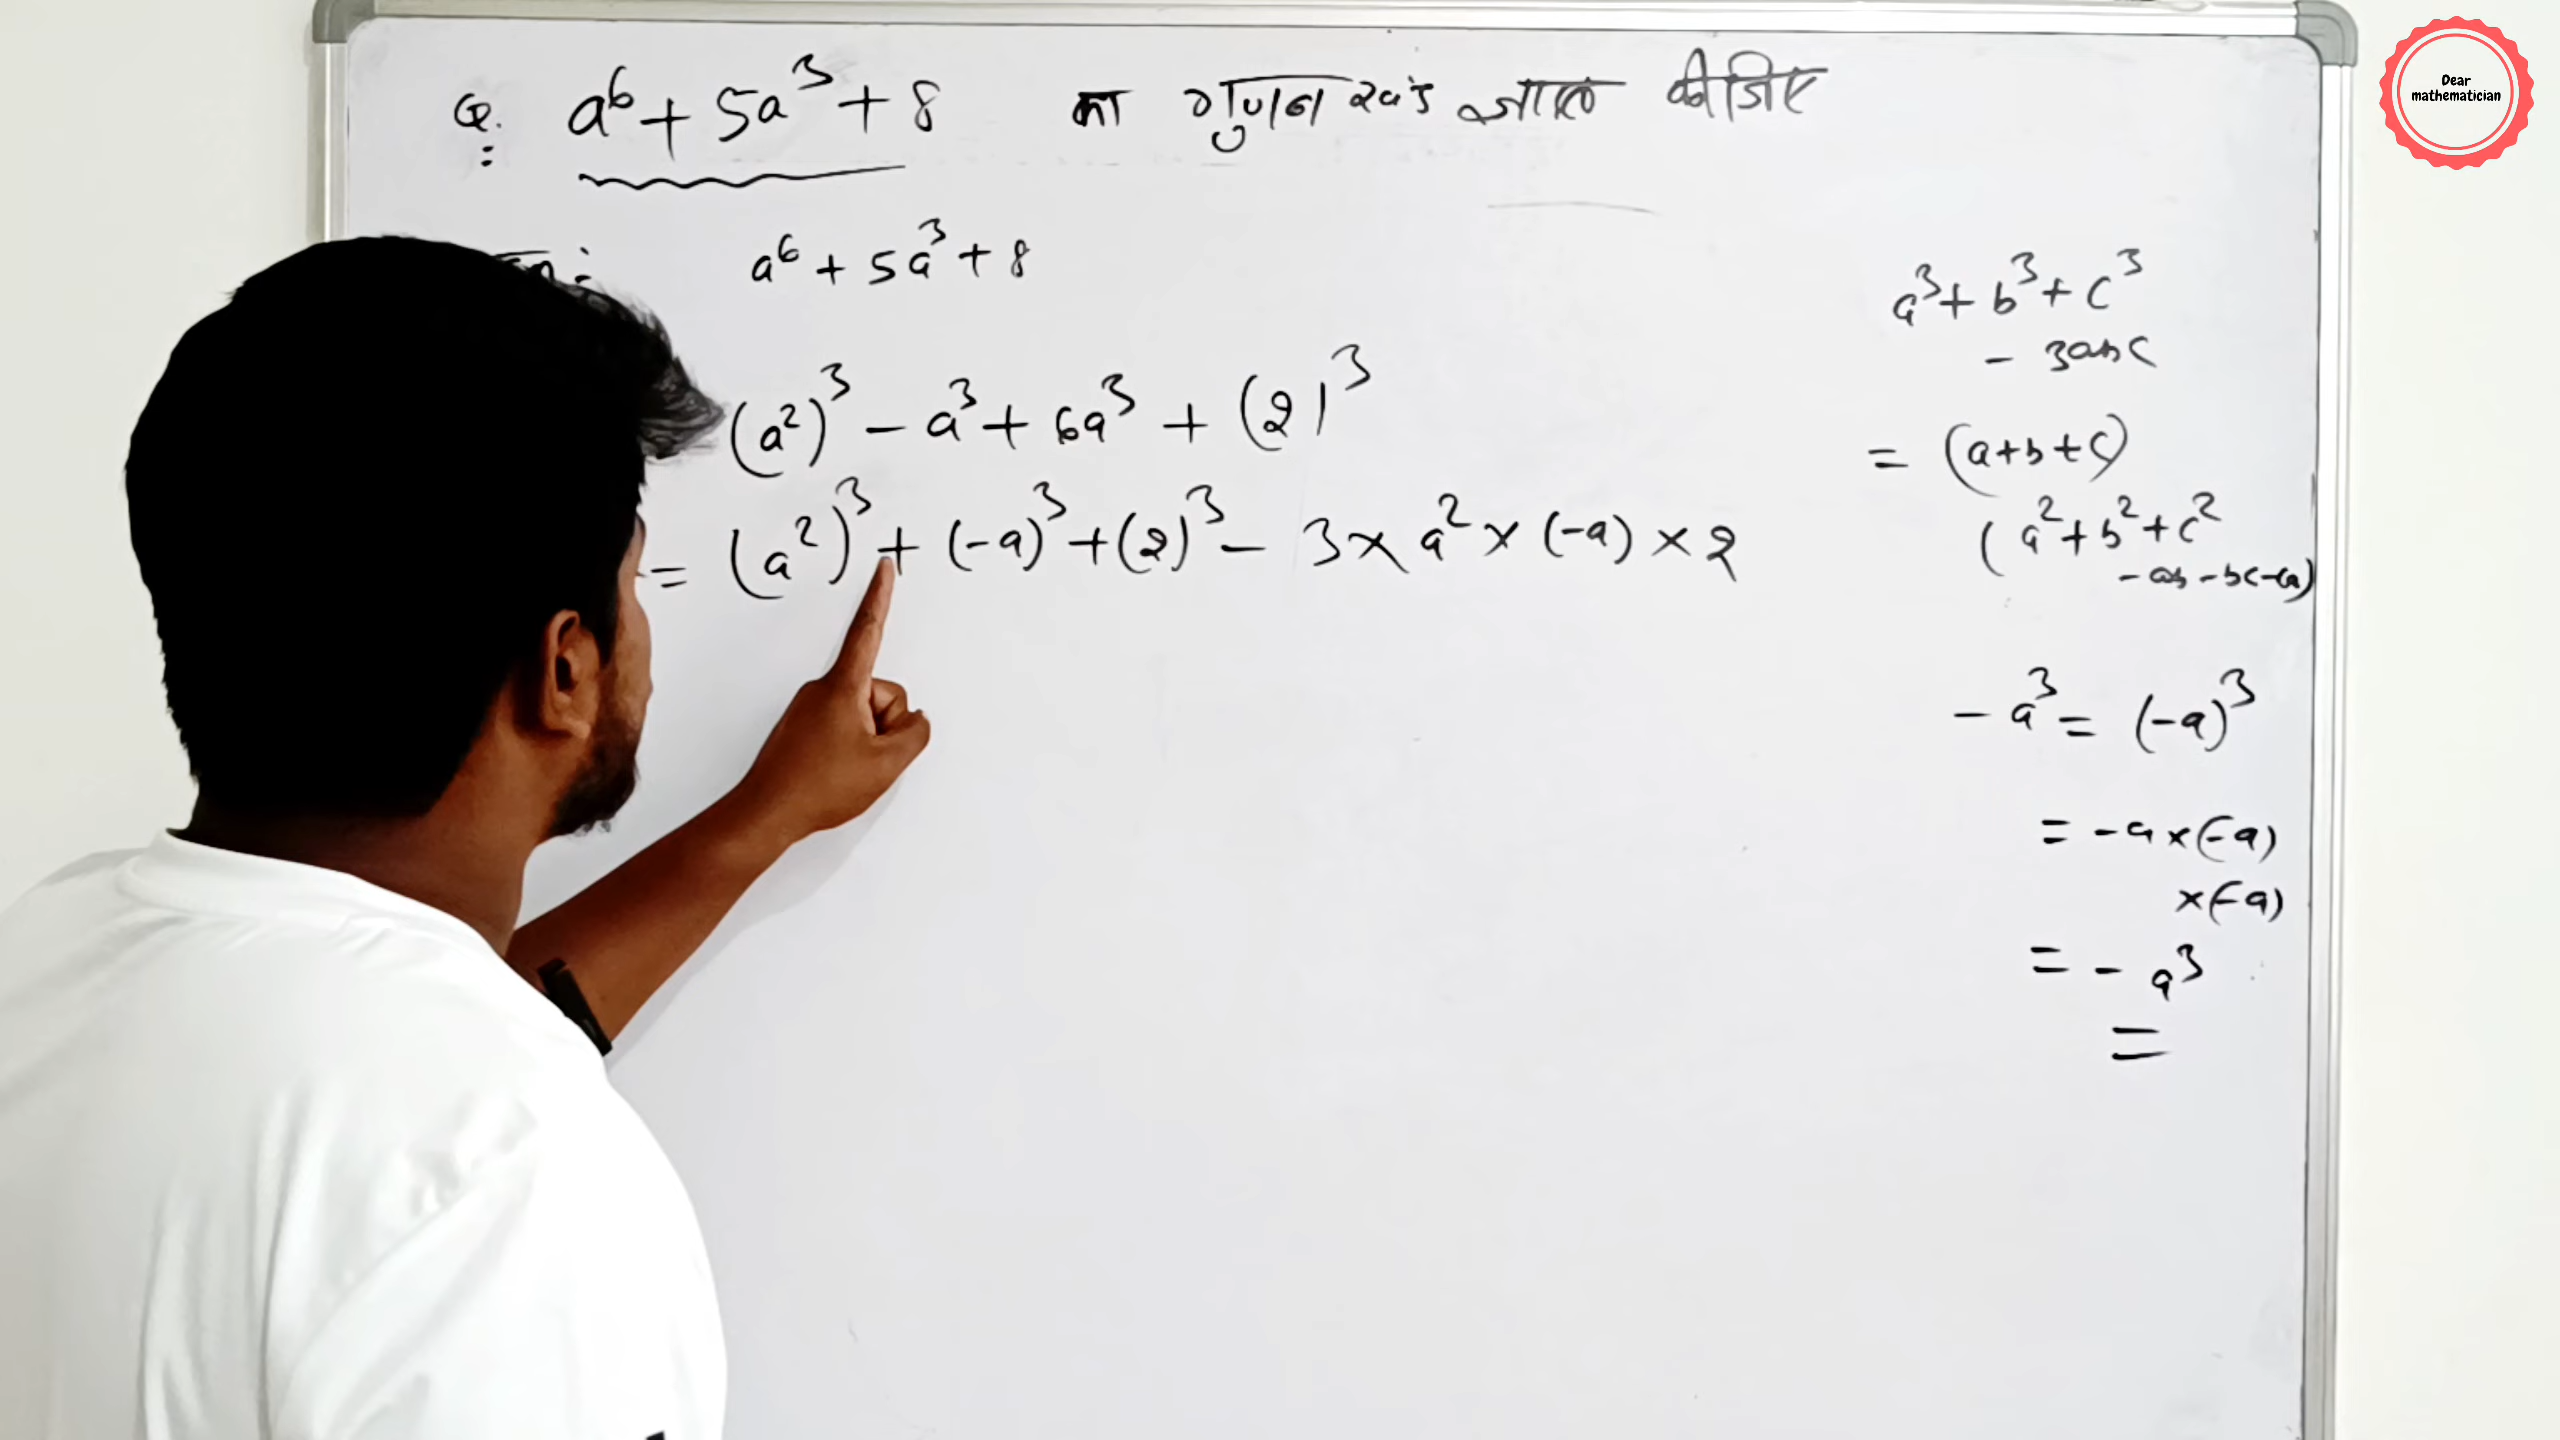 Q. a⁶ + 5a³ + 8 का गुणनखंड ज्ञात कीजिए
a⁶ + 5a³ + 8
(a²)³ - a³ + 6a³ + (2)³
= (a²)³ + (-a)³ + (2)³ - 3 × a² × (-a) × 2
a³ + b³ + c³
- 3abc
= (a+b+c)
(a² + b² + c²
- ab - bc - ca)
- a³ = (-a)³
= -a × (-a)
× (-a)
= - a³
=
Dear
mathematician